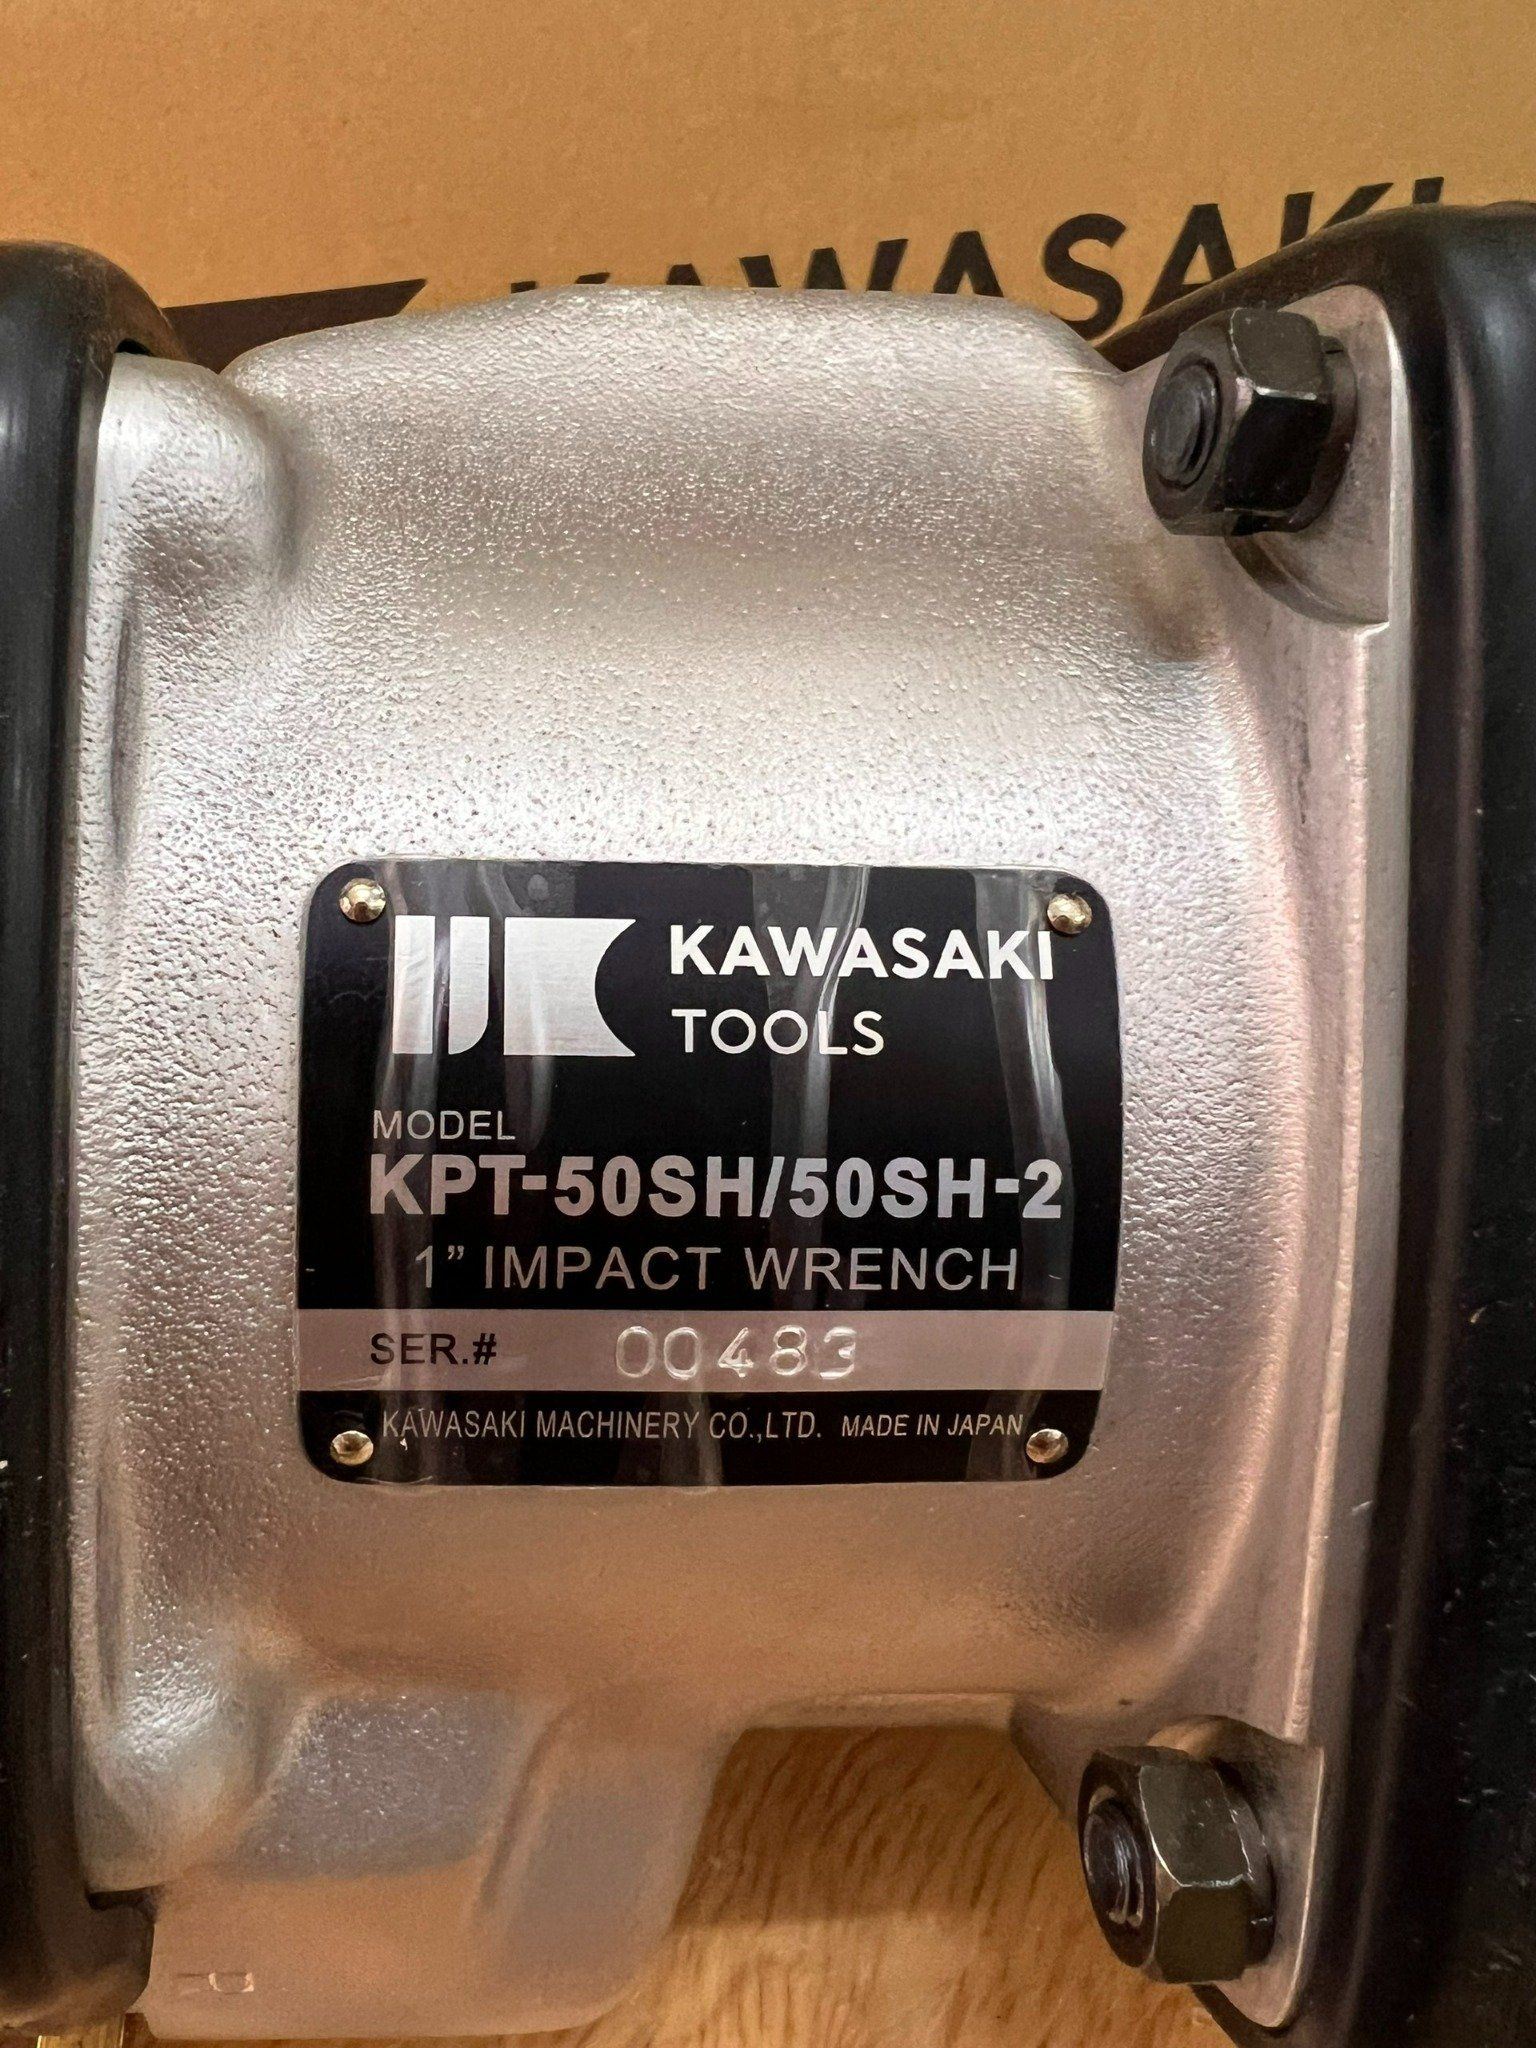 KAWASAKI
KAWASAKI
TOOLS
MODEL
KPT-50SH/50SH-2
1” IMPACT WRENCH
SER.# 00483
KAWASAKI MACHINERY CO.,LTD. MADE IN JAPAN